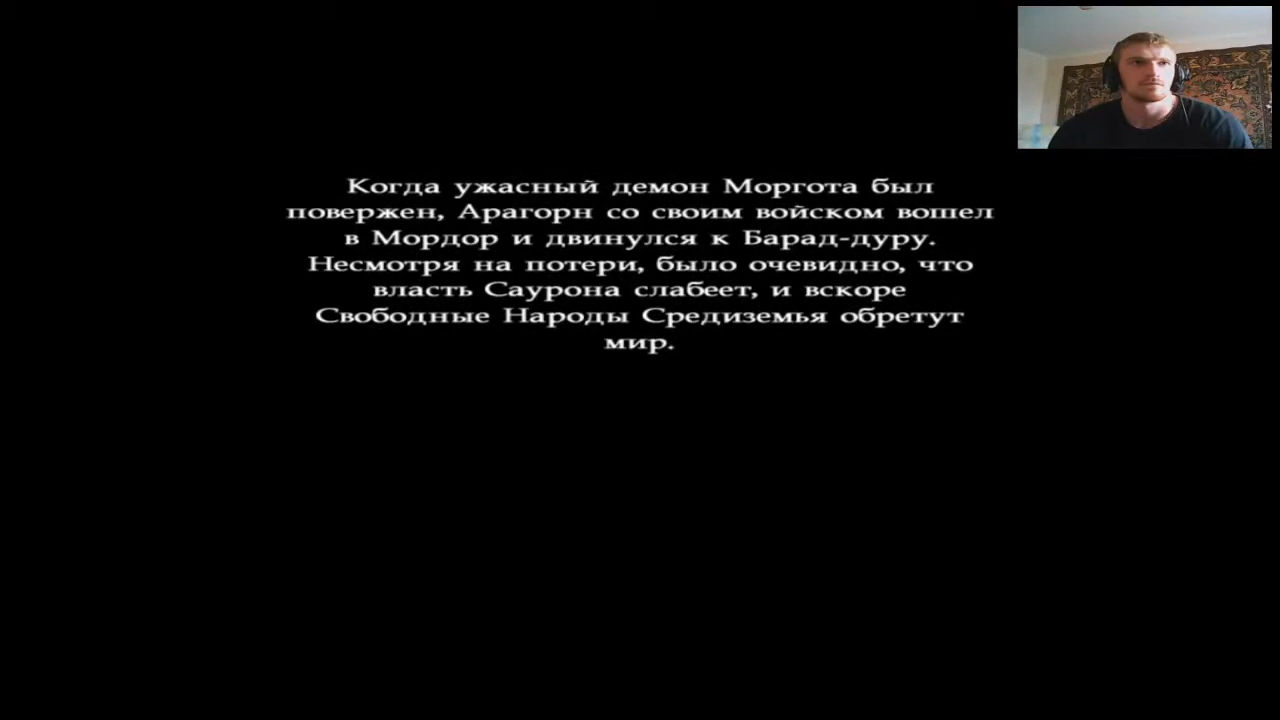 Когда ужасный демон Моргота был
повержен, Арагорн со своим войском вошел
в Мордор и двинулся к Барад-дуру.
Несмотря на потери, было очевидно, что
власть Саурона слабеет, и вскоре
Свободные Народы Средиземья обретут
мир.